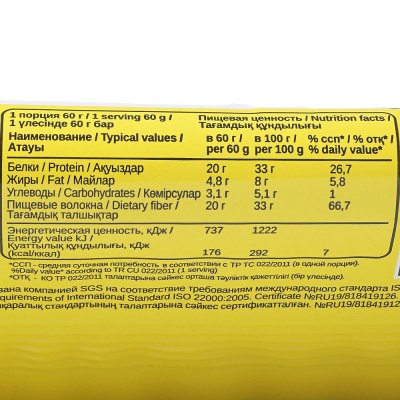 1 порция 60 г / 1 serving 60 g /
1 үлесінде 60 г бар
Пищевая ценность / Nutrition facts /
Тағамдық құндылығы
Наименование / Typical values /
Атауы
в 60 г / per 60 g
в 100 г / per 100 g
% ссп* / % отқ* / % daily value*
Белки / Protein / Ақуыздар 20 г 33 г 26,7
Жиры / Fat / Майлар 4,8 г 8 г 5,8
Углеводы / Carbohydrates / Көмірсулар 3,1 г 5,1 г 1
Пищевые волокна / Dietary fiber / 20 г 33 г 66,7
Тағамдық талшықтар
Энергетическая ценность, кДж / 737 1222
Energy value kJ /
Қуаттылық құндылығы, кДж
(kcal/ккал) 176 292 7
*ССП - средняя суточная потребность в соответствии с ТР ТС 022/2011 (в одной порции).
%Daily value* according to TR CU 022/2011 (1 serving)
*ОТҚ - КО ТР 022/2011 талаптарына сәйкес орташа тәуліктік қажеттілігі (бір үлесінде).
вана компанией SGS на соответствие требованиям международного стандарта IS
quirements of International Standard ISO 22000:2005. Certificate №RU19/818419126.
лықаралық стандартының талаптарына сәйкес сертификатталған. №RU19/81841912